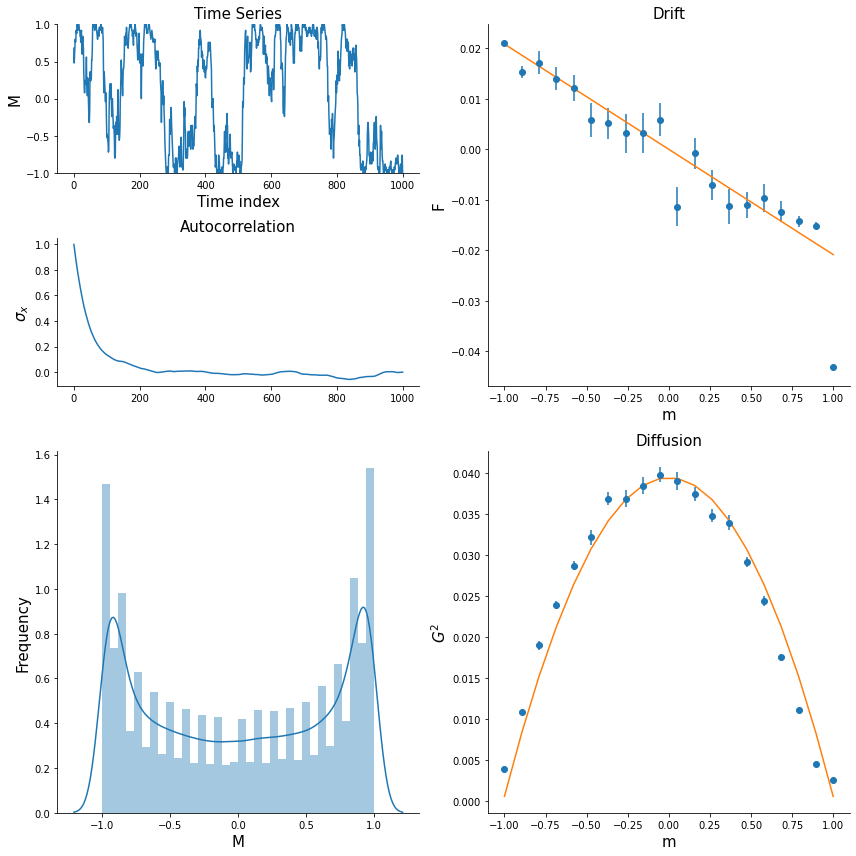 Time Series
M
1.0
0.5
0.0
−0.5
−1.0
0 200 400 600 800 1000
Time index
Autocorrelation
σx
1.0
0.8
0.6
0.4
0.2
0.0
0 200 400 600 800 1000
Drift
F
0.02
0.01
0.00
−0.01
−0.02
−0.03
−0.04
−1.00 −0.75 −0.50 −0.25 0.00 0.25 0.50 0.75 1.00
m
Frequency
1.6
1.4
1.2
1.0
0.8
0.6
0.4
0.2
0.0
−1.0 −0.5 0.0 0.5 1.0
M
Diffusion
G²
0.040
0.035
0.030
0.025
0.020
0.015
0.010
0.005
0.000
−1.00 −0.75 −0.50 −0.25 0.00 0.25 0.50 0.75 1.00
m